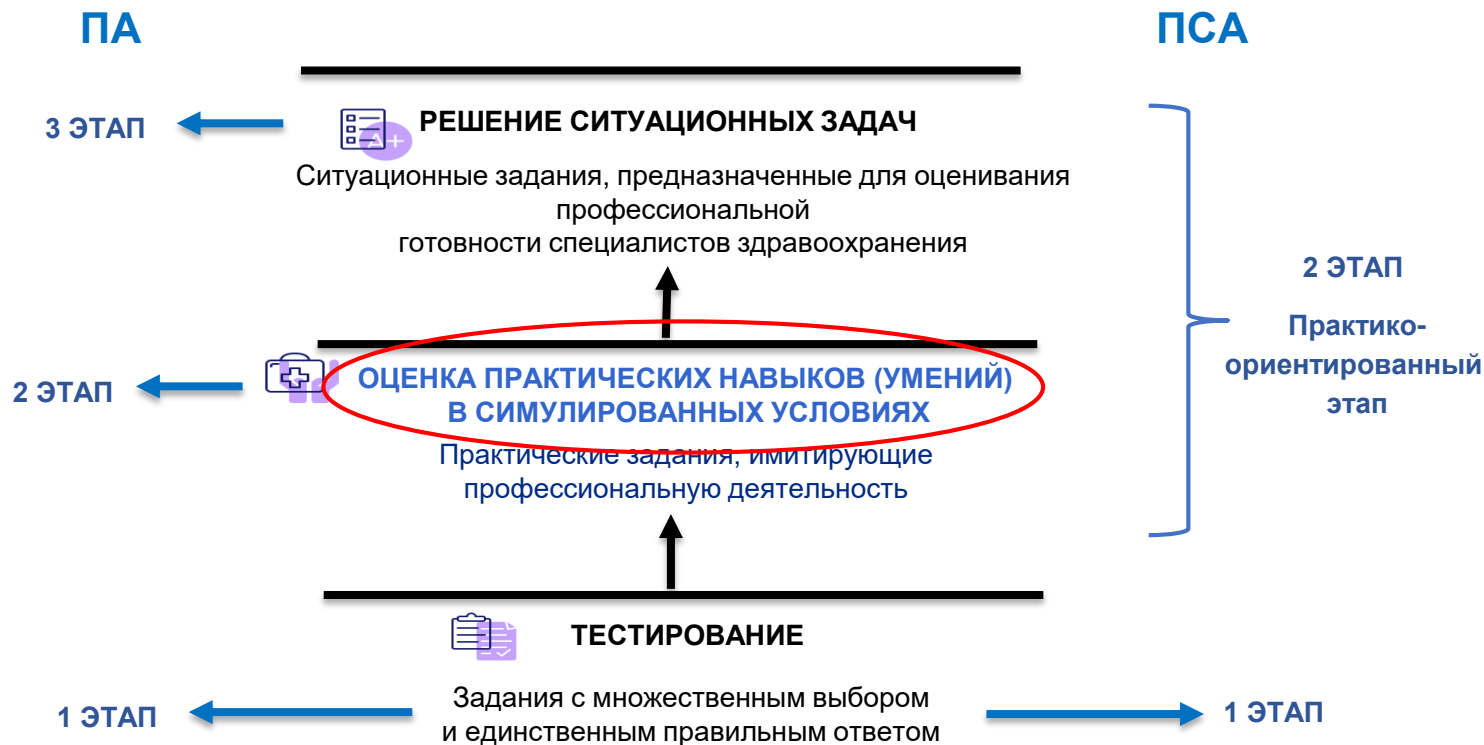 ПА
ПСА
3 ЭТАП
РЕШЕНИЕ СИТУАЦИОННЫХ ЗАДАЧ
A+
Ситуационные задания, предназначенные для оценивания
профессиональной
готовности специалистов здравоохранения
2 ЭТАП
Практико-
ориентированный
этап
2 ЭТАП
ОЦЕНКА ПРАКТИЧЕСКИХ НАВЫКОВ (УМЕНИЙ)
В СИМУЛИРОВАННЫХ УСЛОВИЯХ
Практические задания, имитирующие
профессиональную деятельность
ТЕСТИРОВАНИЕ
1 ЭТАП
Задания с множественным выбором
и единственным правильным ответом
1 ЭТАП